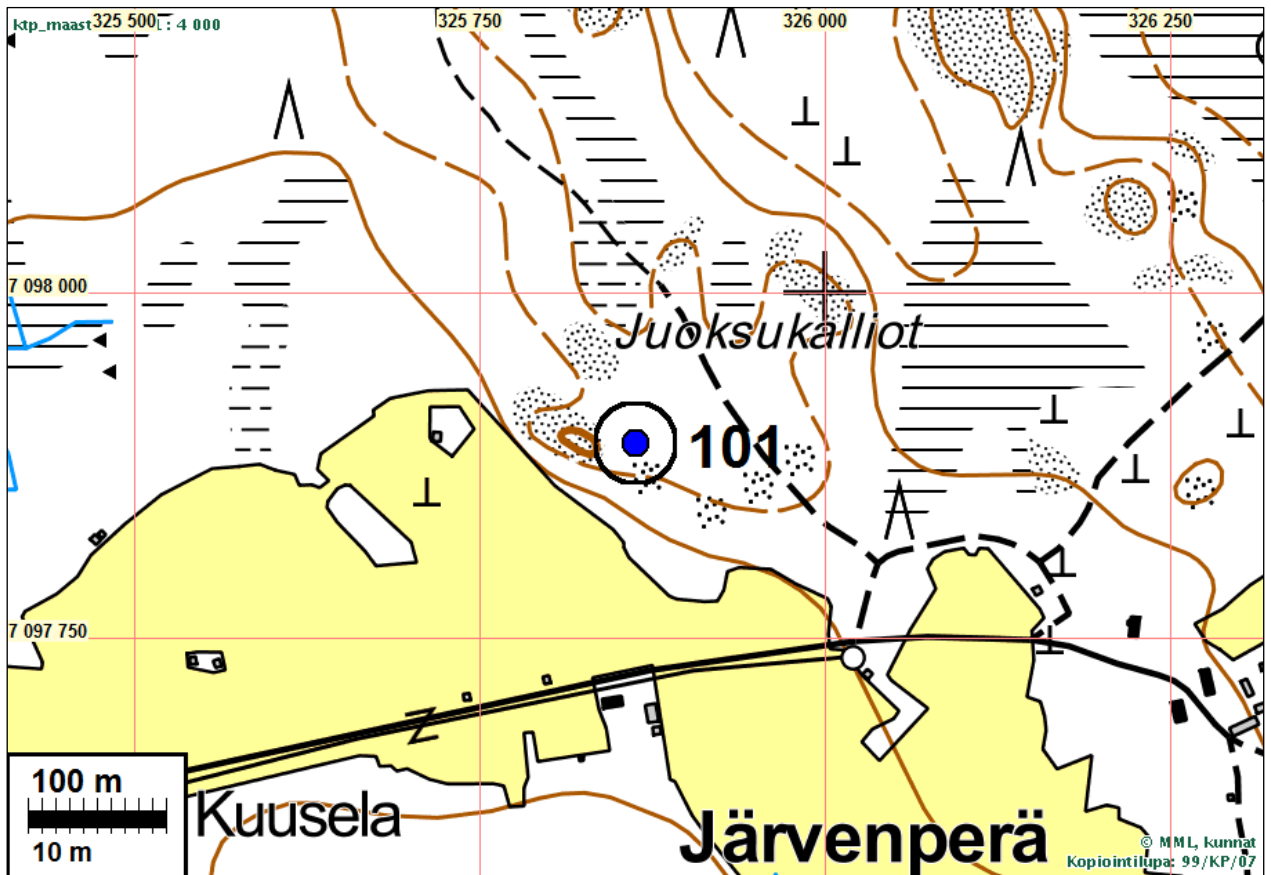 325 500
325 750
326 000
326 250
ktp_maast 1 : 4 000
7 098 000
Juoksukalliot
101
7 097 750
100 m
10 m
Kuusela
Järvenperä
© MML, kunnat
Kopiointilupa: 99/KP/07